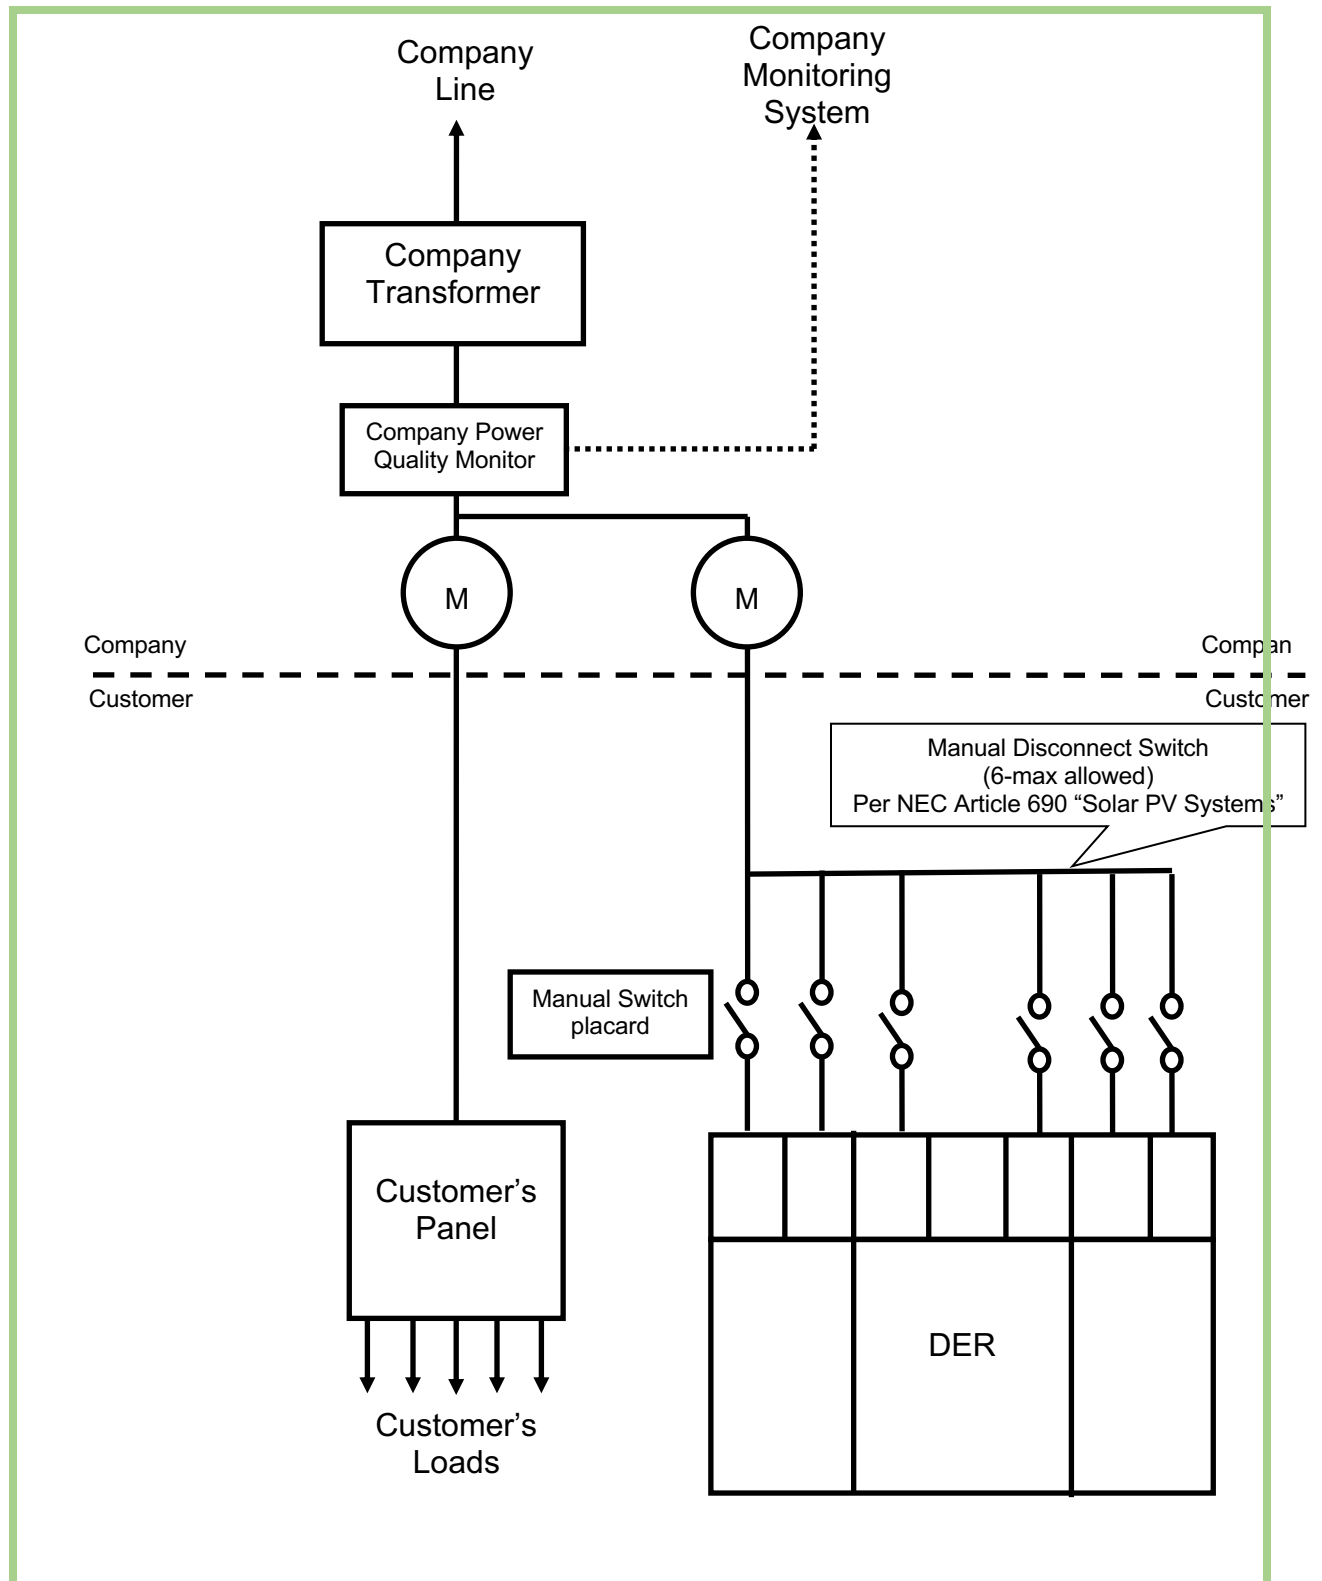 Company
Line
Company
Monitoring
System
Company
Transformer
Company Power
Quality Monitor
M
M
Company
Compan
Customer
Customer
Manual Disconnect Switch
(6-max allowed)
Per NEC Article 690 “Solar PV Systems”
Manual Switch
placard
Customer’s
Panel
DER
Customer’s
Loads